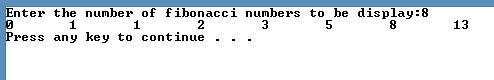 Enter the number of fibonacci numbers to be display:8
0 1 1 2 3 5 8 13
Press any key to continue . . .